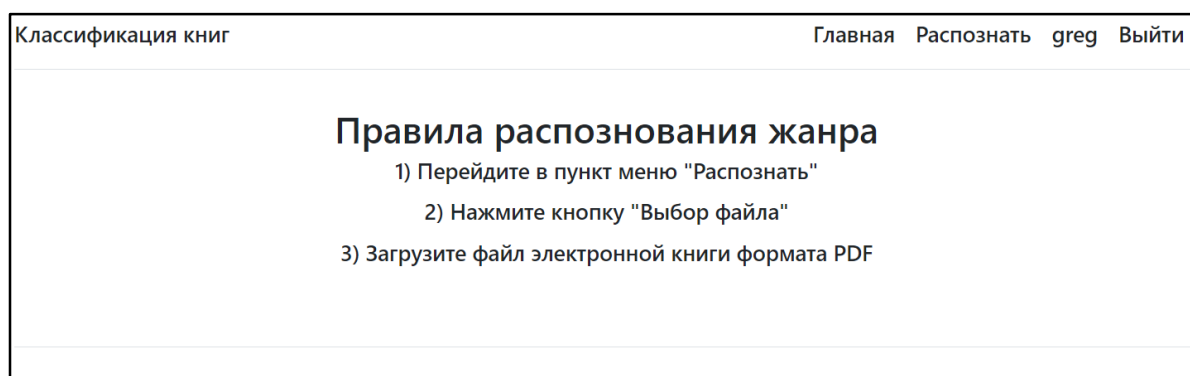 Классификация книг Главная Распознать greg Выйти
Правила распознования жанра
1) Перейдите в пункт меню "Распознать"
2) Нажмите кнопку "Выбор файла"
3) Загрузите файл электронной книги формата PDF